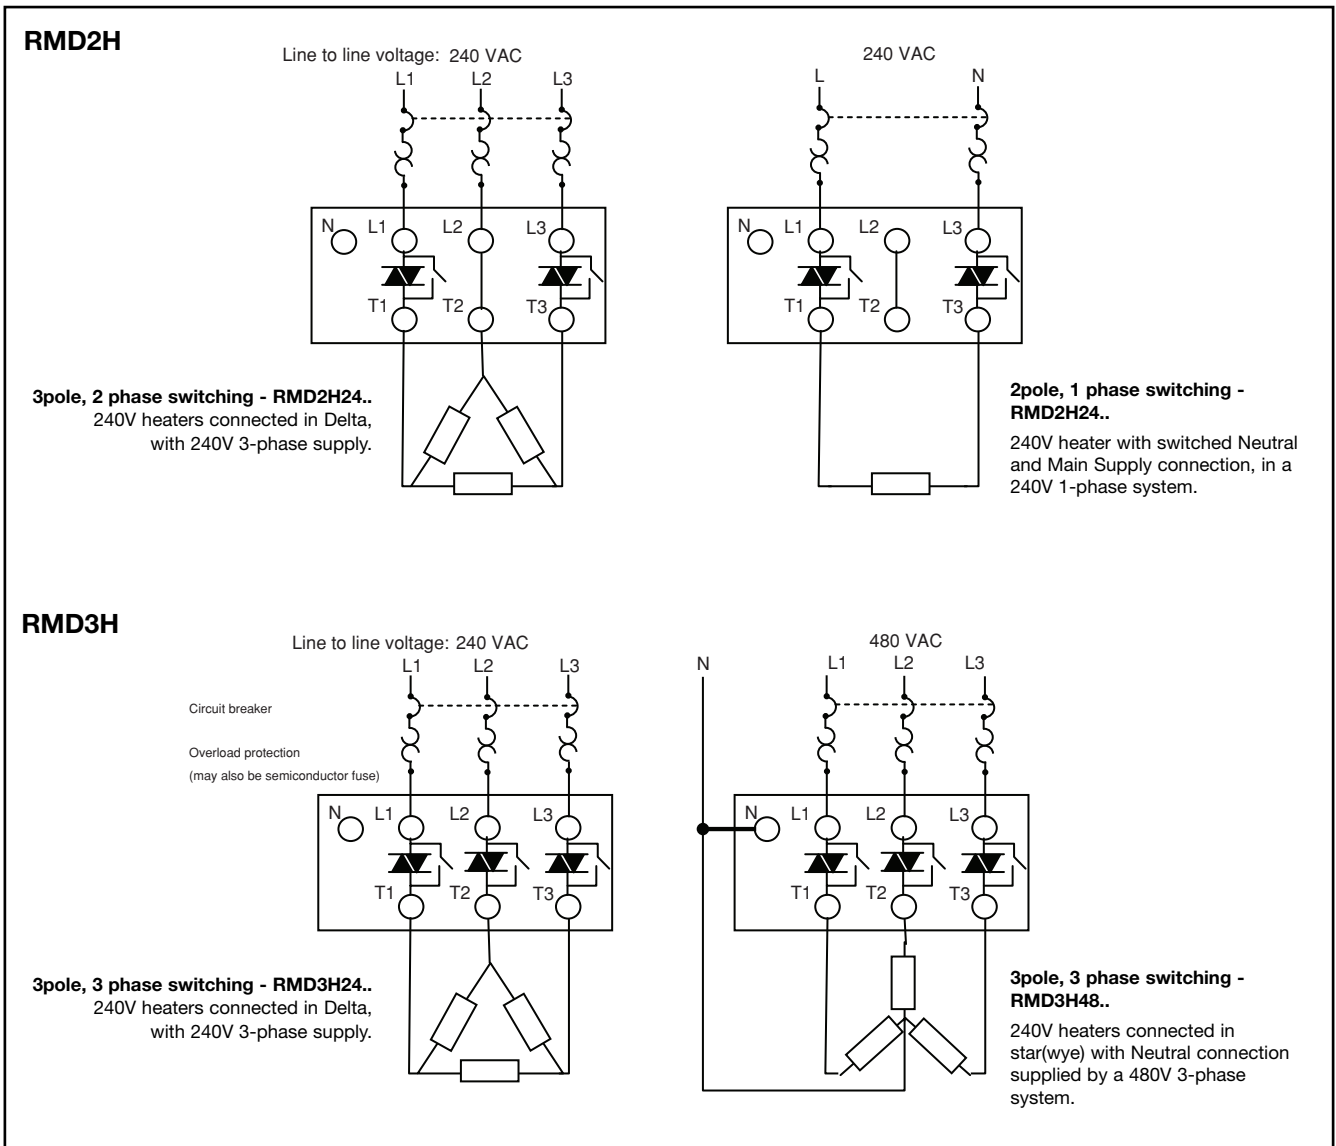 RMD2H
Line to line voltage: 240 VAC
L1 L2 L3
N L1 L2 L3
T1 T2 T3
3pole, 2 phase switching - RMD2H24..
240V heaters connected in Delta,
with 240V 3-phase supply.
240 VAC
L N
N L1 L2 L3
T1 T2 T3
2pole, 1 phase switching -
RMD2H24..
240V heater with switched Neutral
and Main Supply connection, in a
240V 1-phase system.
RMD3H
Line to line voltage: 240 VAC
L1 L2 L3
Circuit breaker
Overload protection
(may also be semiconductor fuse)
N L1 L2 L3
T1 T2 T3
3pole, 3 phase switching - RMD3H24..
240V heaters connected in Delta,
with 240V 3-phase supply.
480 VAC
N L1 L2 L3
N L1 L2 L3
T1 T2 T3
3pole, 3 phase switching -
RMD3H48..
240V heaters connected in
star(wye) with Neutral connection
supplied by a 480V 3-phase
system.